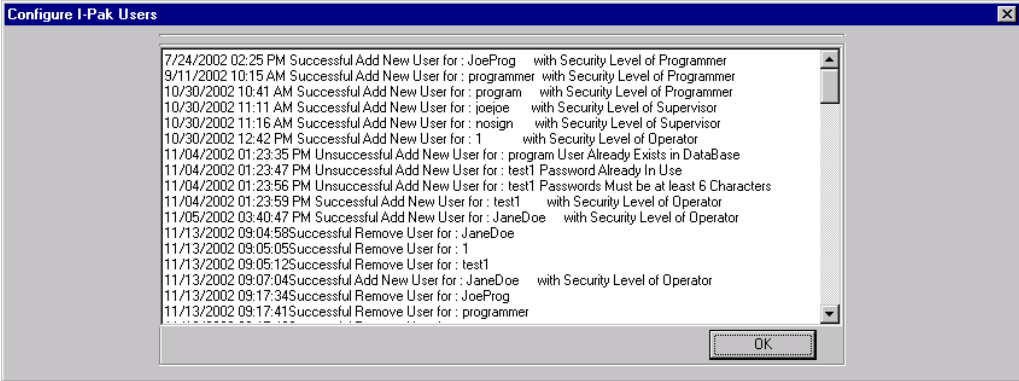 Configure I-Pak Users
7/24/2002 02:25 PM Successful Add New User for : JoeProg with Security Level of Programmer
9/11/2002 10:15 AM Successful Add New User for : programmer with Security Level of Programmer
10/30/2002 10:41 AM Successful Add New User for : program with Security Level of Programmer
10/30/2002 11:11 AM Successful Add New User for : joejoe with Security Level of Supervisor
10/30/2002 11:16 AM Successful Add New User for : nosign with Security Level of Supervisor
10/30/2002 12:42 PM Successful Add New User for : 1 with Security Level of Operator
11/04/2002 01:23:35 PM Unsuccessful Add New User for : program User Already Exists in DataBase
11/04/2002 01:23:47 PM Unsuccessful Add New User for : test1 Password Already In Use
11/04/2002 01:23:56 PM Unsuccessful Add New User for : test1 Passwords Must be at least 6 Characters
11/04/2002 01:23:59 PM Successful Add New User for : test1 with Security Level of Operator
11/05/2002 03:40:47 PM Successful Add New User for : JaneDoe with Security Level of Operator
11/13/2002 09:04:58Successful Remove User for : JaneDoe
11/13/2002 09:05:05Successful Remove User for : 1
11/13/2002 09:05:12Successful Remove User for : test1
11/13/2002 09:07:04Successful Add New User for : JaneDoe with Security Level of Operator
11/13/2002 09:17:34Successful Remove User for : JoeProg
11/13/2002 09:17:41Successful Remove User for : programmer
OK